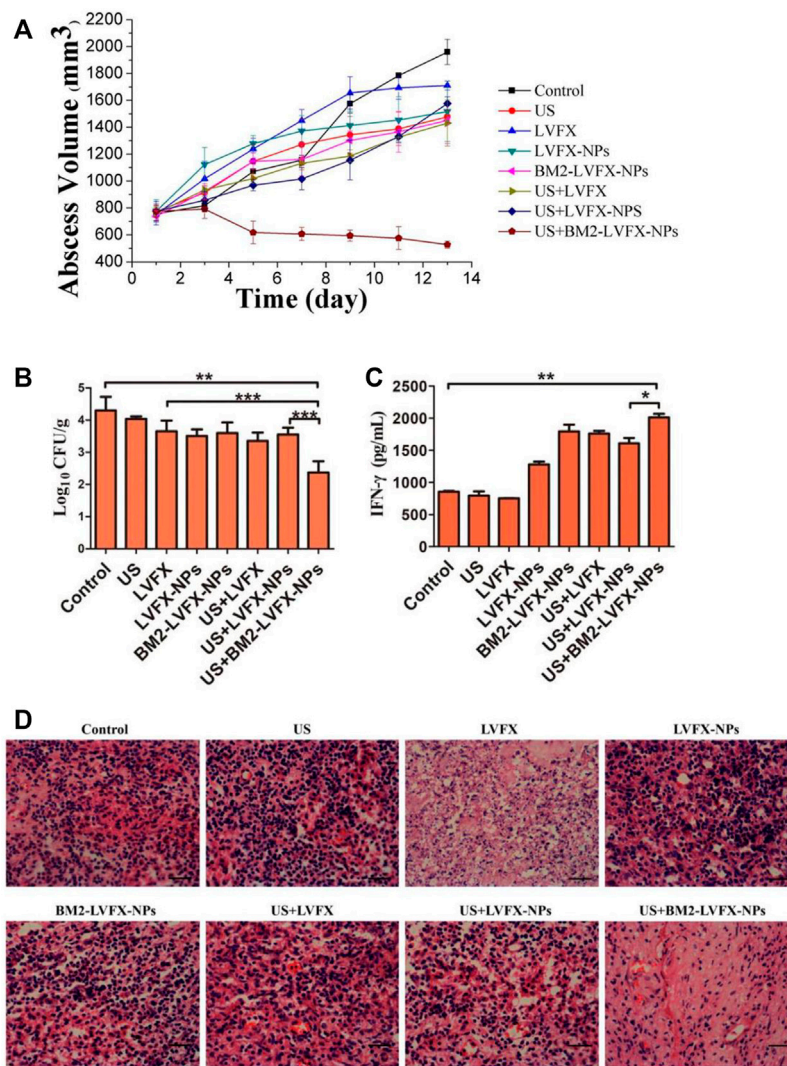 A
Abscess Volume (mm³)
2200
2000
1800
1600
1400
1200
1000
800
600
400
0 2 4 6 8 10 12 14
Time (day)
Control
US
LVFX
LVFX-NPs
BM2-LVFX-NPs
US+LVFX
US+LVFX-NPS
US+BM2-LVFX-NPs
B
**
***
***
Log₁₀ CFU/g
5
4
3
2
1
0
Control
US
LVFX
LVFX-NPs
BM2-LVFX-NPs
US+LVFX
US+LVFX-NPs
US+BM2-LVFX-NPs
C
**
*
IFN-γ (pg/mL)
2500
2000
1500
1000
500
0
Control
US
LVFX
LVFX-NPs
BM2-LVFX-NPs
US+LVFX
US+LVFX-NPs
US+BM2-LVFX-NPs
D
Control US LVFX LVFX-NPs
BM2-LVFX-NPs US+LVFX US+LVFX-NPs US+BM2-LVFX-NPs